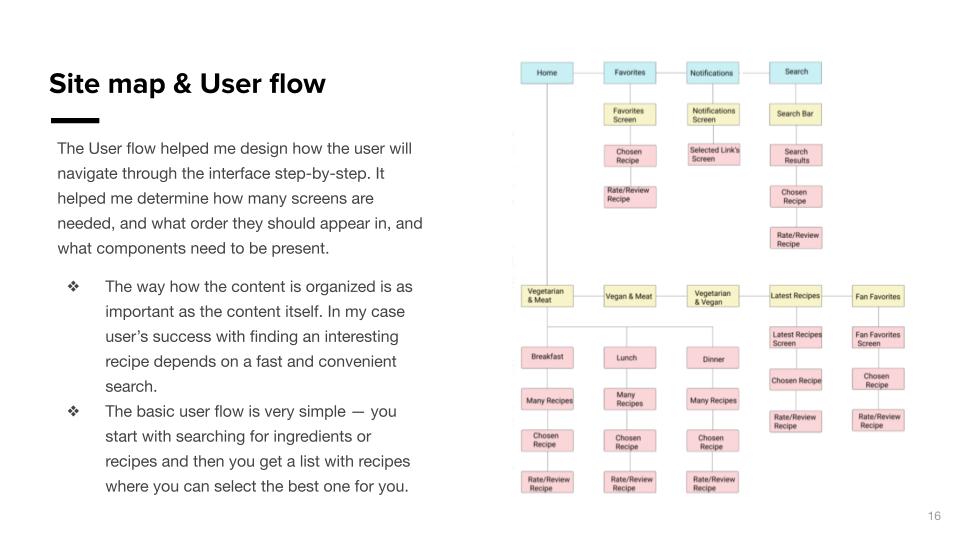 Site map & User flow
The User flow helped me design how the user will
navigate through the interface step-by-step. It
helped me determine how many screens are
needed, and what order they should appear in, and
what components need to be present.
❖ The way how the content is organized is as
important as the content itself. In my case
user's success with finding an interesting
recipe depends on a fast and convenient
search.
❖ The basic user flow is very simple — you
start with searching for ingredients or
recipes and then you get a list with recipes
where you can select the best one for you.
Home
Favorites
Notifications
Search
Favorites
Screen
Notifications
Screen
Search Bar
Chosen
Recipe
Selected Link's
Screen
Search
Results
Rate/Review
Recipe
Chosen
Recipe
Rate/Review
Recipe
Vegetarian
& Meat
Vegan & Meat
Vegetarian
& Vegan
Latest Recipes
Fan Favorites
Latest Recipes
Screen
Fan Favorites
Screen
Breakfast
Lunch
Dinner
Chosen Recipe
Chosen
Recipe
Many Recipes
Many
Recipes
Many Recipes
Rate/Review
Recipe
Rate/Review
Recipe
Chosen
Recipe
Chosen
Recipe
Chosen
Recipe
Rate/Review
Recipe
Rate/Review
Recipe
Rate/Review
Recipe
16